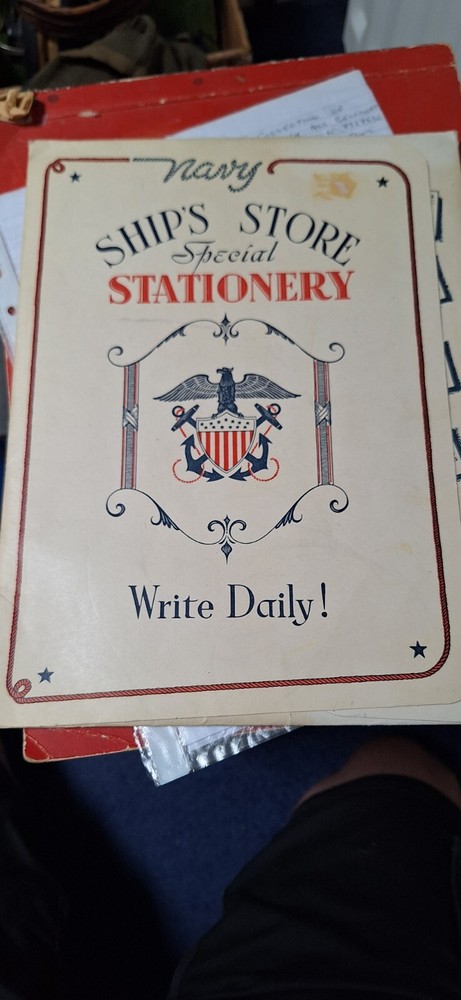 navy
SHIP'S STORE
Special
STATIONERY
Write Daily!